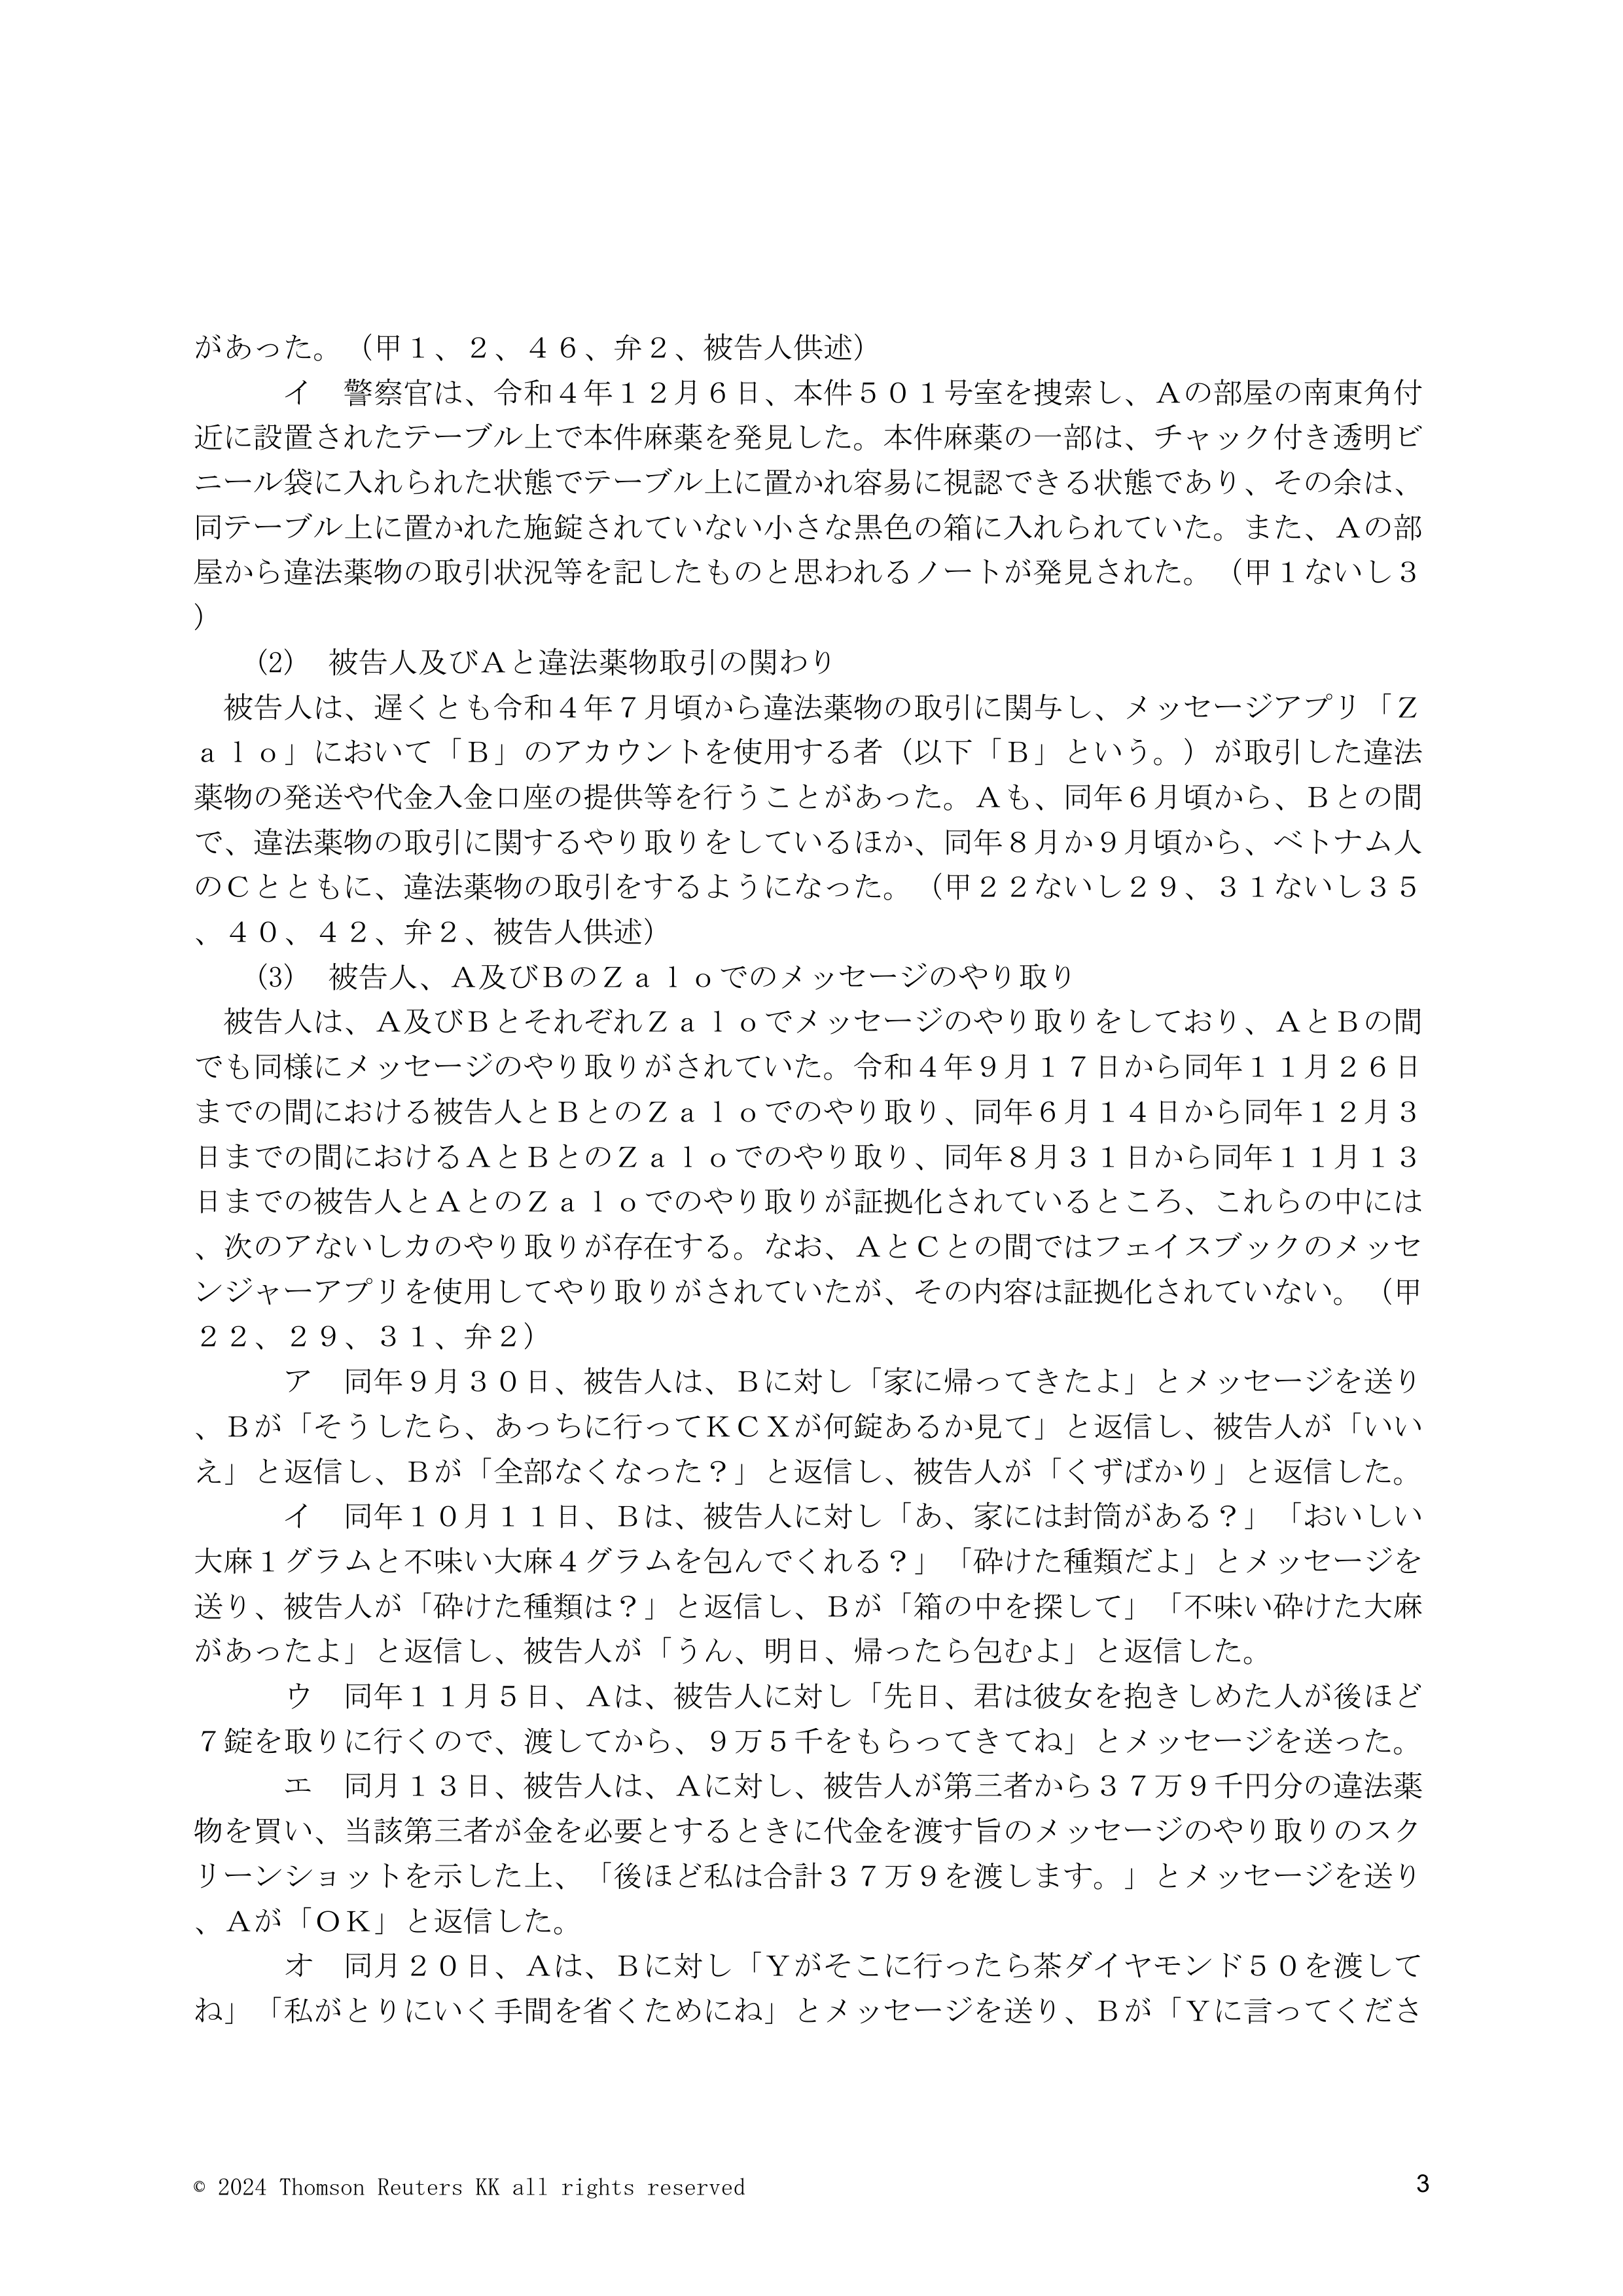 があった。（甲１、２、４６、弁２、被告人供述）
　　　イ　警察官は、令和４年１２月６日、本件５０１号室を捜索し、Ａの部屋の南東角付
近に設置されたテーブル上で本件麻薬を発見した。本件麻薬の一部は、チャック付き透明ビ
ニール袋に入れられた状態でテーブル上に置かれ容易に視認できる状態であり、その余は、
同テーブル上に置かれた施錠されていない小さな黒色の箱に入れられていた。また、Ａの部
屋から違法薬物の取引状況等を記したものと思われるノートが発見された。（甲１ないし３
）
　　(2)　被告人及びＡと違法薬物取引の関わり
　被告人は、遅くとも令和４年７月頃から違法薬物の取引に関与し、メッセージアプリ「Ｚ
ａｌｏ」において「Ｂ」のアカウントを使用する者（以下「Ｂ」という。）が取引した違法
薬物の発送や代金入金口座の提供等を行うことがあった。Ａも、同年６月頃から、Ｂとの間
で、違法薬物の取引に関するやり取りをしているほか、同年８月か９月頃から、ベトナム人
のＣとともに、違法薬物の取引をするようになった。（甲２２ないし２９、３１ないし３５
、４０、４２、弁２、被告人供述）
　　(3)　被告人、Ａ及びＢのＺａｌｏでのメッセージのやり取り
　被告人は、Ａ及びＢとそれぞれＺａｌｏでメッセージのやり取りをしており、ＡとＢの間
でも同様にメッセージのやり取りがされていた。令和４年９月１７日から同年１１月２６日
までの間における被告人とＢとのＺａｌｏでのやり取り、同年６月１４日から同年１２月３
日までの間におけるＡとＢとのＺａｌｏでのやり取り、同年８月３１日から同年１１月１３
日までの被告人とＡとのＺａｌｏでのやり取りが証拠化されているところ、これらの中には
、次のアないしカのやり取りが存在する。なお、ＡとＣとの間ではフェイスブックのメッセ
ンジャーアプリを使用してやり取りがされていたが、その内容は証拠化されていない。（甲
２２、２９、３１、弁２）
　　　ア　同年９月３０日、被告人は、Ｂに対し「家に帰ってきたよ」とメッセージを送り
、Ｂが「そうしたら、あっちに行ってＫＣＸが何錠あるか見て」と返信し、被告人が「いい
え」と返信し、Ｂが「全部なくなった？」と返信し、被告人が「くずばかり」と返信した。
　　　イ　同年１０月１１日、Ｂは、被告人に対し「あ、家には封筒がある？」「おいしい
大麻１グラムと不味い大麻４グラムを包んでくれる？」「砕けた種類だよ」とメッセージを
送り、被告人が「砕けた種類は？」と返信し、Ｂが「箱の中を探して」「不味い砕けた大麻
があったよ」と返信し、被告人が「うん、明日、帰ったら包むよ」と返信した。
　　　ウ　同年１１月５日、Ａは、被告人に対し「先日、君は彼女を抱きしめた人が後ほど
７錠を取りに行くので、渡してから、９万５千をもらってきてね」とメッセージを送った。
　　　エ　同月１３日、被告人は、Ａに対し、被告人が第三者から３７万９千円分の違法薬
物を買い、当該第三者が金を必要とするときに代金を渡す旨のメッセージのやり取りのスク
リーンショットを示した上、「後ほど私は合計３７万９を渡します。」とメッセージを送り
、Ａが「ＯＫ」と返信した。
　　　オ　同月２０日、Ａは、Ｂに対し「Ｙがそこに行ったら茶ダイヤモンド５０を渡して
ね」「私がとりにいく手間を省くためにね」とメッセージを送り、Ｂが「Ｙに言ってくださ
© 2024 Thomson Reuters KK all rights reserved
3